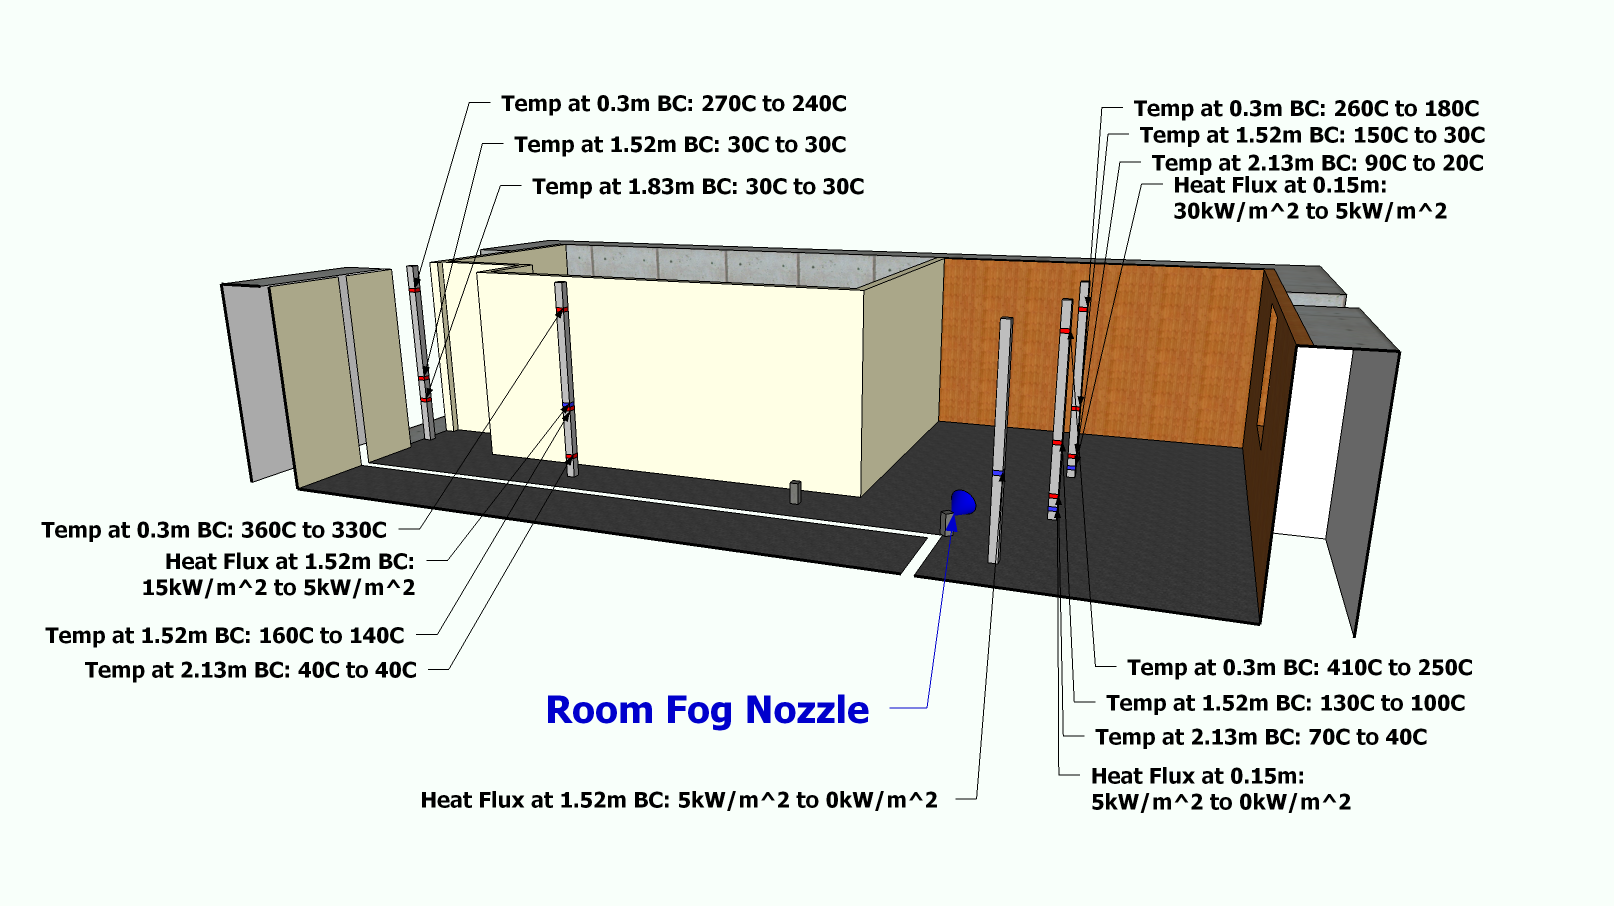 Temp at 0.3m BC: 270C to 240C
Temp at 1.52m BC: 30C to 30C
Temp at 1.83m BC: 30C to 30C
Temp at 0.3m BC: 260C to 180C
Temp at 1.52m BC: 150C to 30C
Temp at 2.13m BC: 90C to 20C
Heat Flux at 0.15m:
30kW/m^2 to 5kW/m^2
Temp at 0.3m BC: 360C to 330C
Heat Flux at 1.52m BC:
15kW/m^2 to 5kW/m^2
Temp at 1.52m BC: 160C to 140C
Temp at 2.13m BC: 40C to 40C
Room Fog Nozzle
Heat Flux at 1.52m BC: 5kW/m^2 to 0kW/m^2
Temp at 0.3m BC: 410C to 250C
Temp at 1.52m BC: 130C to 100C
Temp at 2.13m BC: 70C to 40C
Heat Flux at 0.15m:
5kW/m^2 to 0kW/m^2